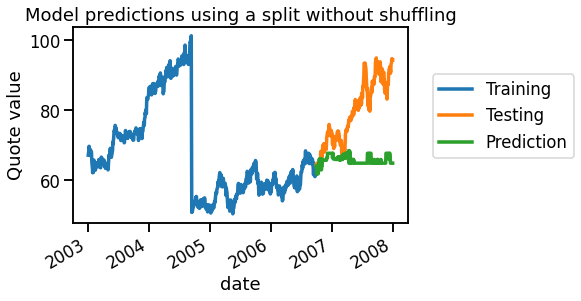 Model predictions using a split without shuffling
Quote value
100
80
60
2003
2004
2005
2006
2007
2008
date
Training
Testing
Prediction